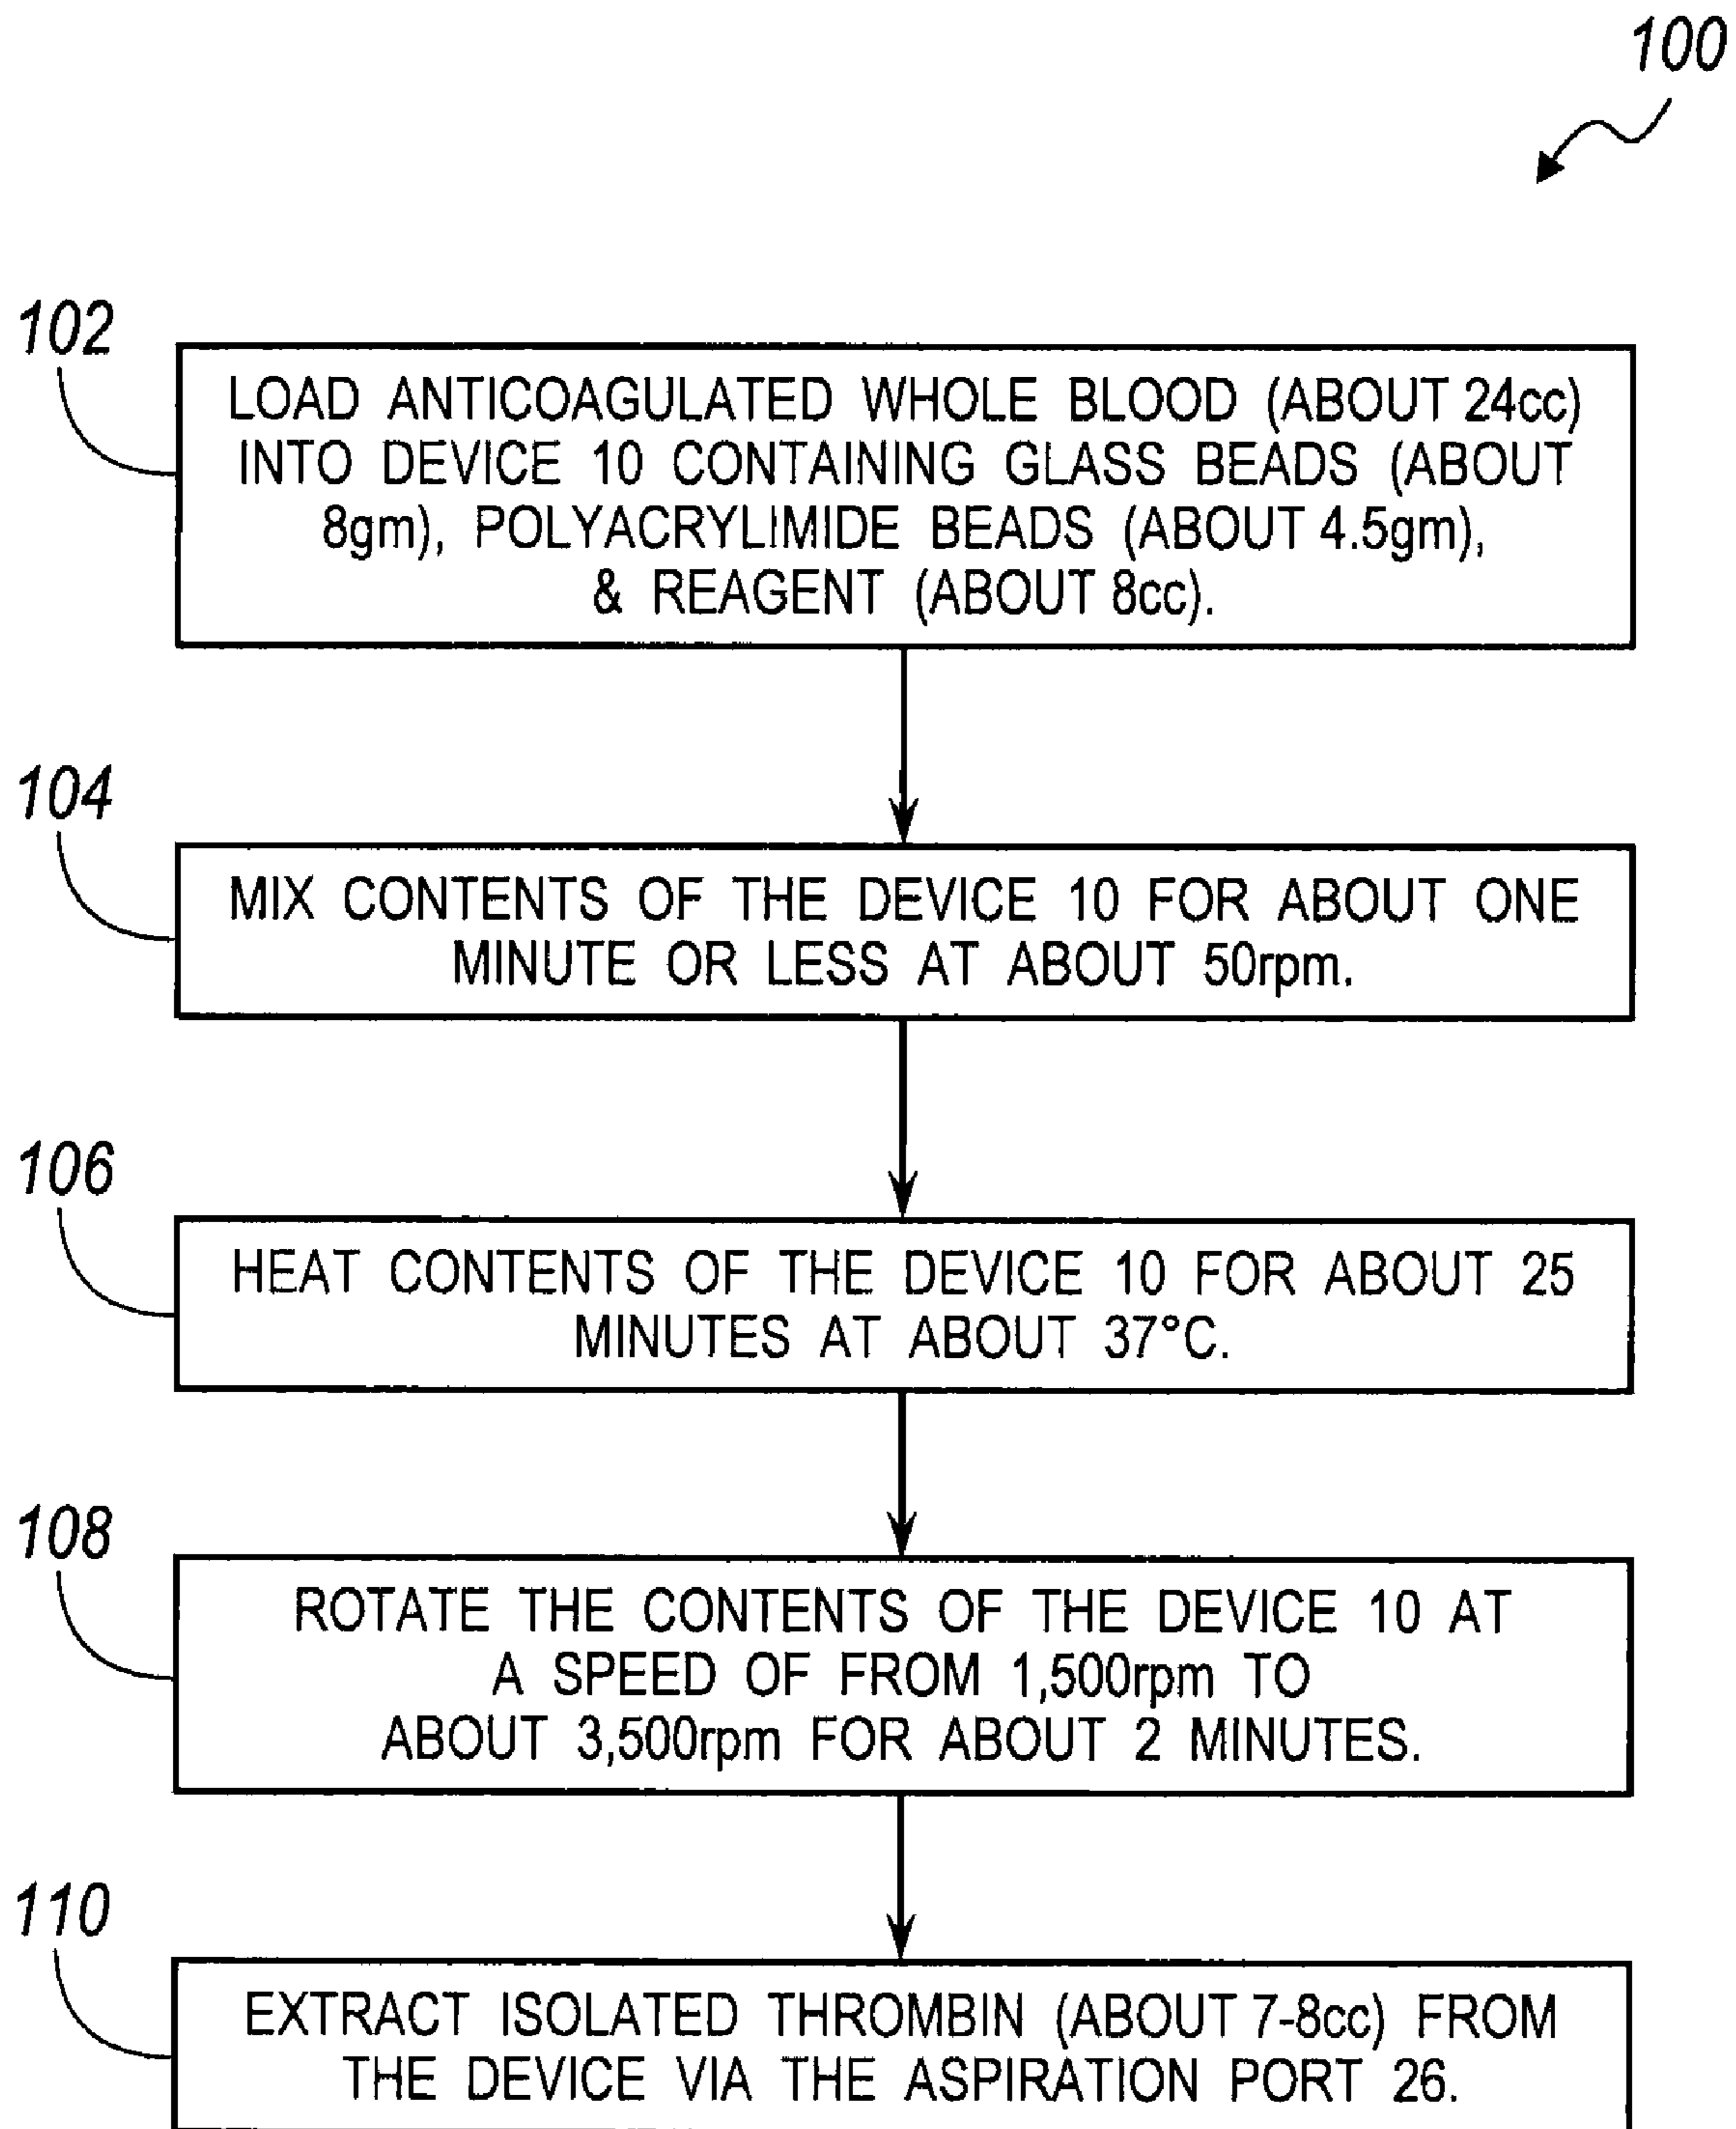 100
102
LOAD ANTICOAGULATED WHOLE BLOOD (ABOUT 24cc)
INTO DEVICE 10 CONTAINING GLASS BEADS (ABOUT
8gm), POLYACRYLIMIDE BEADS (ABOUT 4.5gm),
& REAGENT (ABOUT 8cc).
104
MIX CONTENTS OF THE DEVICE 10 FOR ABOUT ONE
MINUTE OR LESS AT ABOUT 50rpm.
106
HEAT CONTENTS OF THE DEVICE 10 FOR ABOUT 25
MINUTES AT ABOUT 37°C.
108
ROTATE THE CONTENTS OF THE DEVICE 10 AT
A SPEED OF FROM 1,500rpm TO
ABOUT 3,500rpm FOR ABOUT 2 MINUTES.
110
EXTRACT ISOLATED THROMBIN (ABOUT 7-8cc) FROM
THE DEVICE VIA THE ASPIRATION PORT 26.